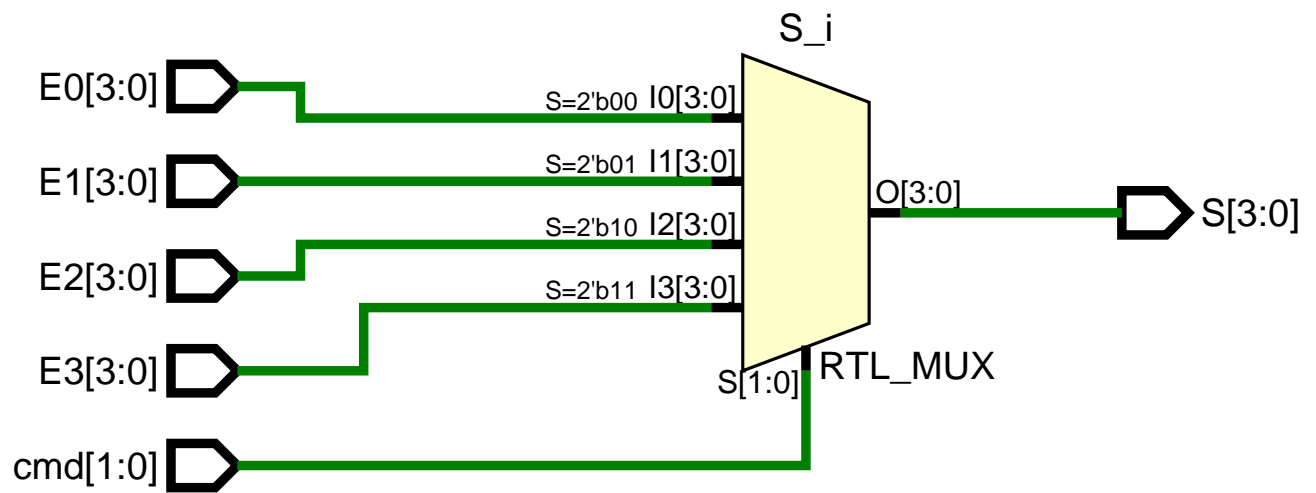 S_i
E0[3:0]
S=2'b00 I0[3:0]
E1[3:0]
S=2'b01 I1[3:0]
O[3:0]
S[3:0]
E2[3:0]
S=2'b10 I2[3:0]
S=2'b11 I3[3:0]
E3[3:0]
S[1:0]
RTL_MUX
cmd[1:0]